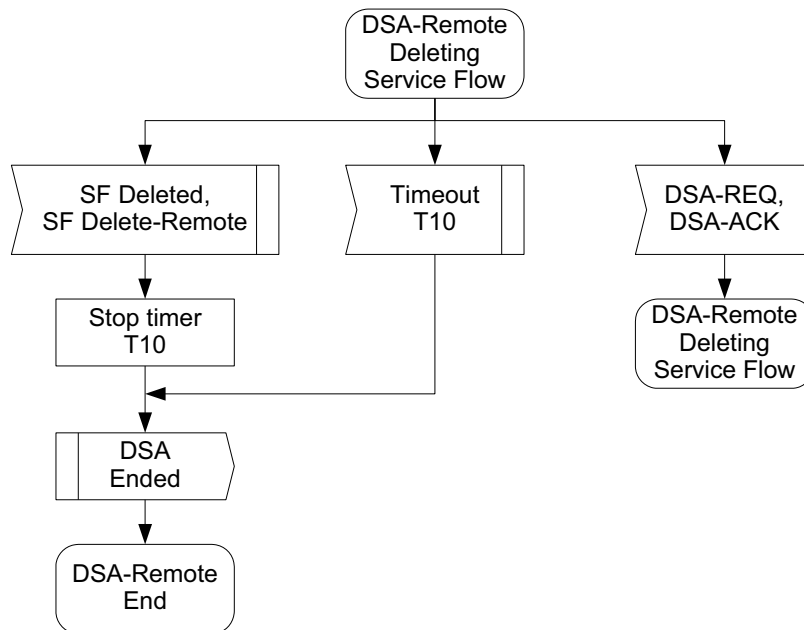 DSA-Remote
Deleting
Service Flow
SF Deleted,
SF Delete-Remote
Timeout
T10
DSA-REQ,
DSA-ACK
Stop timer
T10
DSA-Remote
Deleting
Service Flow
DSA
Ended
DSA-Remote
End